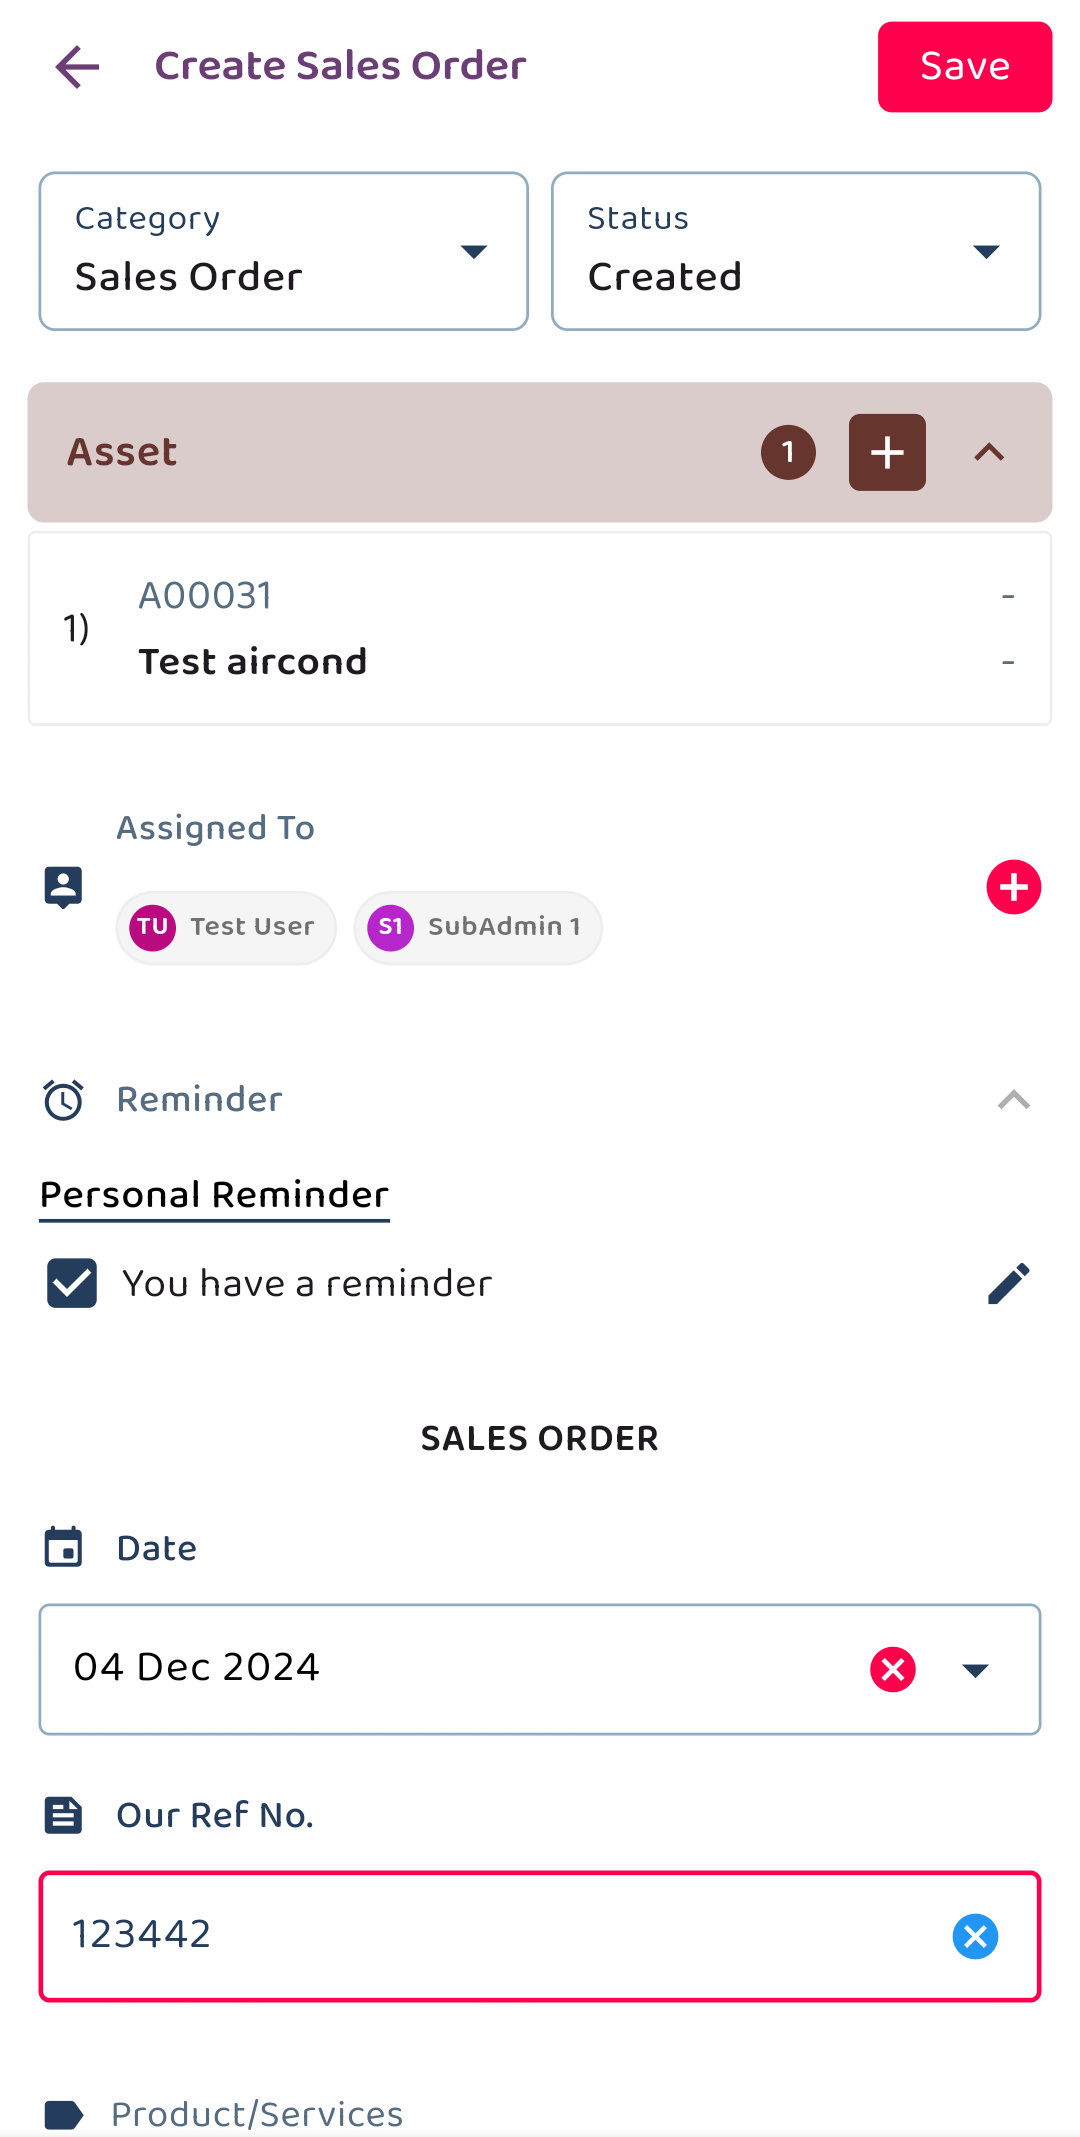 Create Sales Order
Save
Category
Sales Order
Status
Created
Asset
1
1)
A00031
-
Test aircond
-
Assigned To
TU Test User
S1 SubAdmin 1
Reminder
Personal Reminder
You have a reminder
SALES ORDER
Date
04 Dec 2024
Our Ref No.
123442
Product/Services